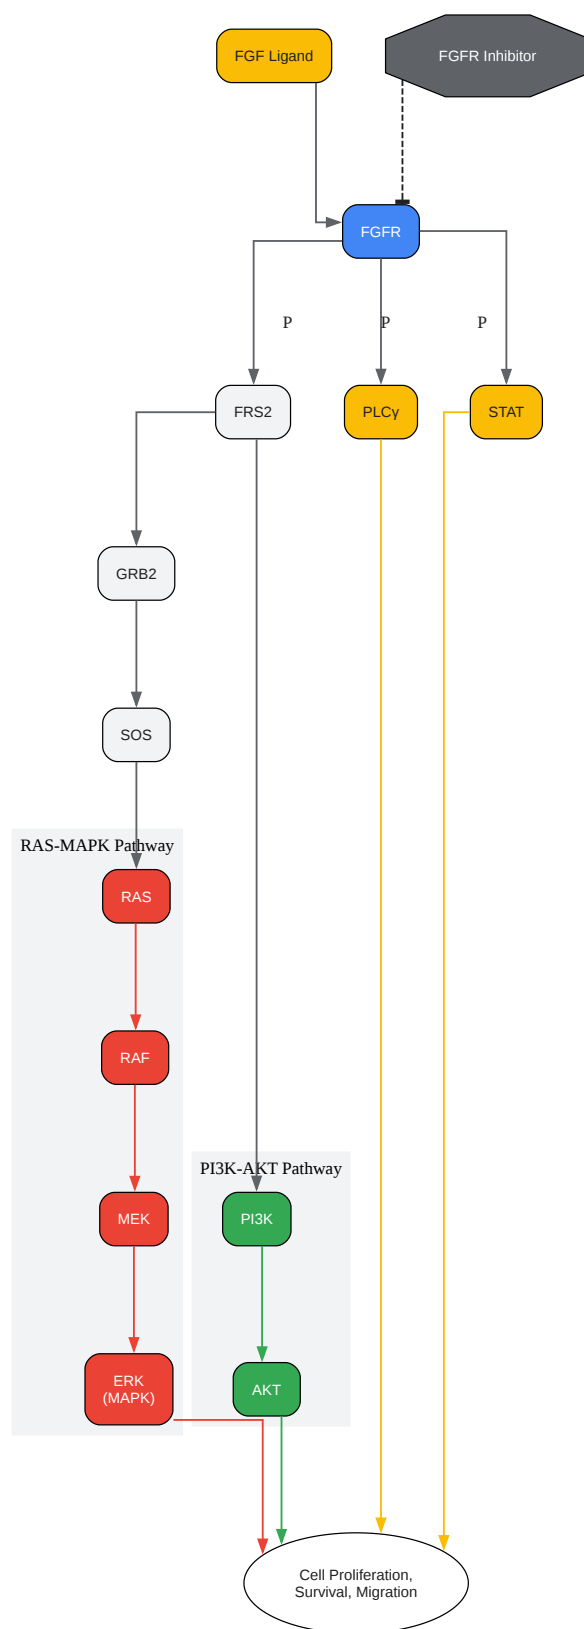 FGF Ligand
FGFR Inhibitor
FGFR
P
P
P
FRS2
PLCγ
STAT
GRB2
SOS
RAS-MAPK Pathway
RAS
RAF
PI3K-AKT Pathway
MEK
PI3K
ERK
(MAPK)
AKT
Cell Proliferation,
Survival, Migration